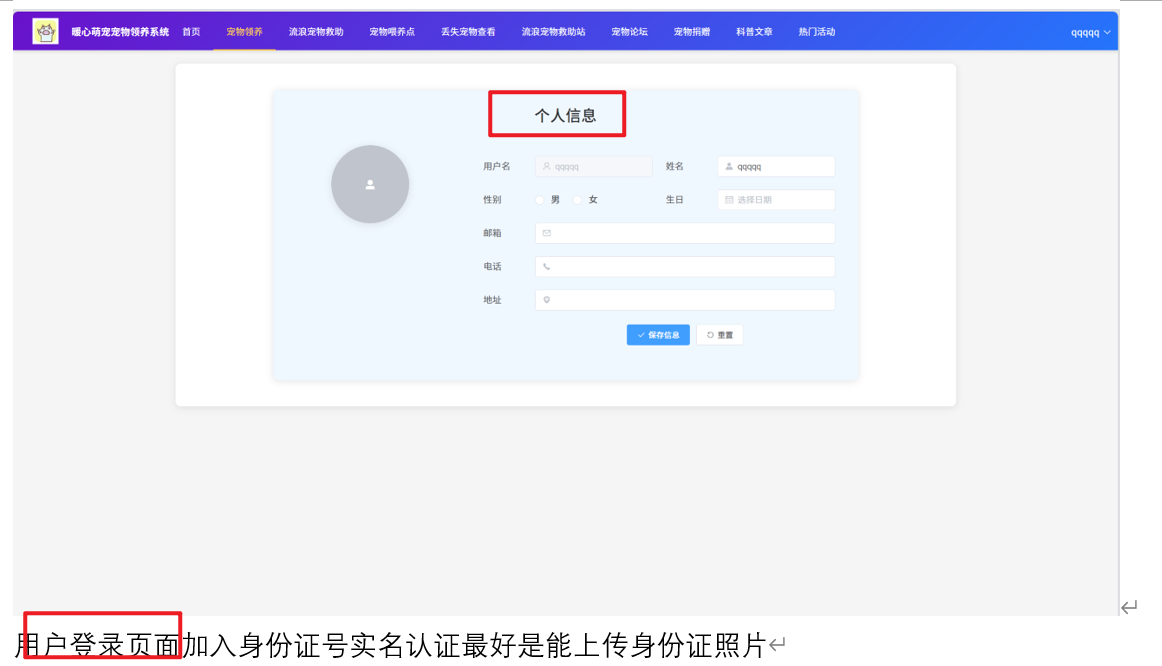 暖心萌宠宠物领养系统 首页 宠物领养 流浪宠物救助 宠物喂养点 丢失宠物查看 流浪宠物救助站 宠物论坛 宠物捐赠 科普文章 热门活动 qqqqq
个人信息
用户名 qqqqq 姓名 qqqqq
性别 男 女 生日 选择日期
邮箱
电话
地址
保存信息 重置
用户登录页面加入身份证号实名认证最好是能上传身份证照片